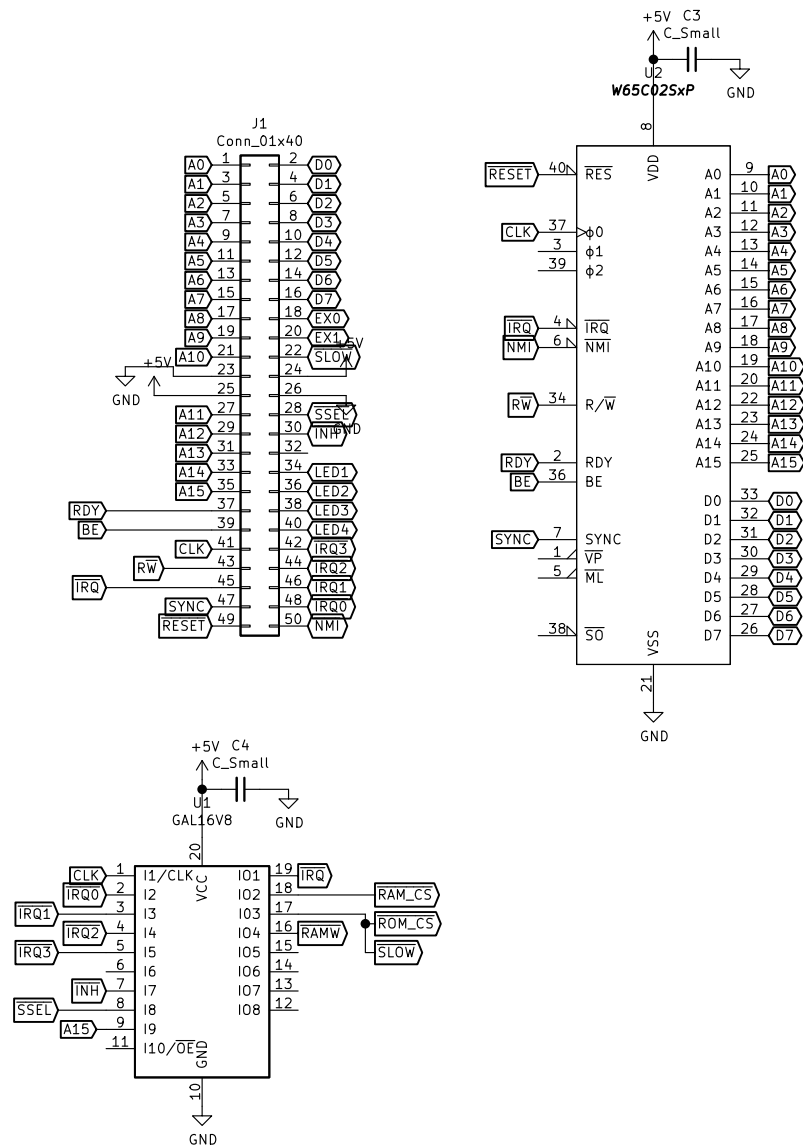 +5V C3
C_Small
U2
W65C02SxP
GND
8
VDD
RESET 40 RES
CLK 37 ϕ0
3 ϕ1
39 ϕ2
IRQ 4 IRQ
NMI 6 NMI
RW 34 R/W
RDY 2 RDY
BE 36 BE
SYNC 7 SYNC
1 VP
5 ML
38 SO
A0 9 A0
A1 10 A1
A2 11 A2
A3 12 A3
A4 13 A4
A5 14 A5
A6 15 A6
A7 16 A7
A8 17 A8
A9 18 A9
A10 19 A10
A11 20 A11
A12 22 A12
A13 23 A13
A14 24 A14
A15 25 A15
D0 33 D0
D1 32 D1
D2 31 D2
D3 30 D3
D4 29 D4
D5 28 D5
D6 27 D6
D7 26 D7
VSS
21
GND
J1
Conn_01x40
A0 1 2 D0
A1 3 4 D1
A2 5 6 D2
A3 7 8 D3
A4 9 10 D4
A5 11 12 D5
A6 13 14 D6
A7 15 16 D7
A8 17 18 EX0
A9 19 20 EX1
+5V A10 21 22 SLOW +5V
GND 23 24
25 26
A11 27 28 SSEL
GND
A12 29 30 INH
A13 31 32
A14 33 34 LED1
A15 35 36 LED2
RDY 37 38 LED3
BE 39 40 LED4
CLK 41 42 IRQ3
RW 43 44 IRQ2
IRQ 45 46 IRQ1
SYNC 47 48 IRQ0
RESET 49 50 NMI
+5V C4
C_Small
U1
GAL16V8
GND
20
VCC
CLK 1 I1/CLK
IRQ0 2 I2
IRQ1 3 I3
IRQ2 4 I4
IRQ3 5 I5
6 I6
INH 7 I7
SSEL 8 I8
A15 9 I9
11 I10/OE
IO1 19 IRQ
IO2 18 RAM_CS
IO3 17 ROM_CS
IO4 16 RAMW
SLOW
IO5 15
IO6 14
IO7 13
IO8 12
GND
10
GND